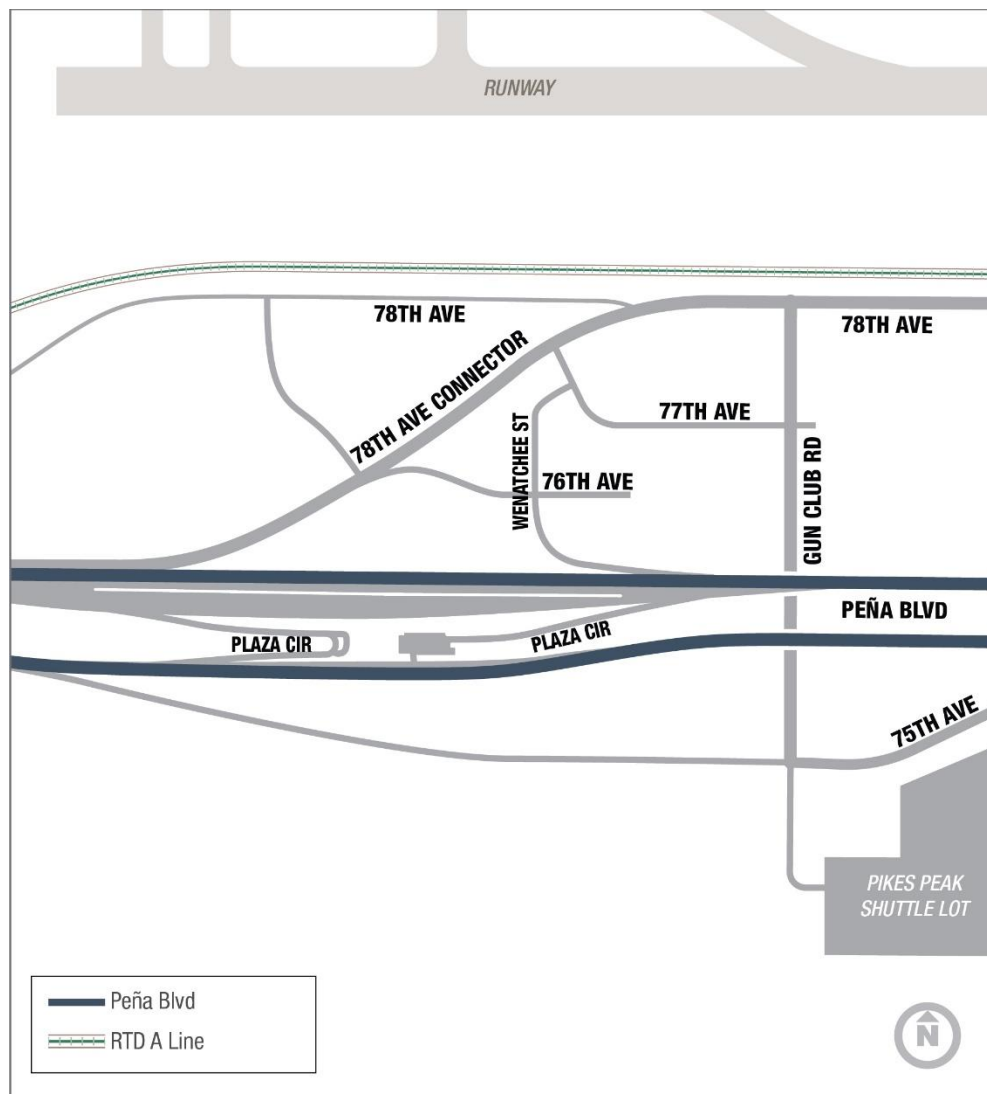 RUNWAY
78TH AVE
78TH AVE
78TH AVE CONNECTOR
77TH AVE
WENATCHEE ST
76TH AVE
GUN CLUB RD
PEÑA BLVD
PLAZA CIR
PLAZA CIR
75TH AVE
PIKES PEAK
SHUTTLE LOT
Peña Blvd
RTD A Line
N